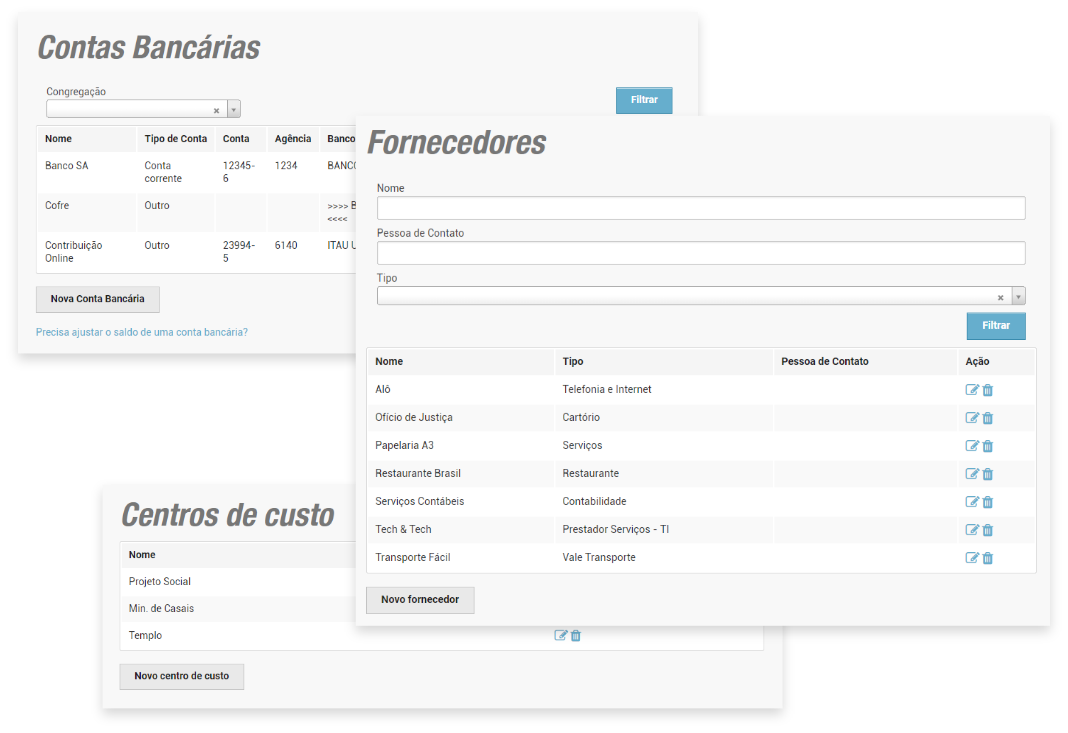 Contas Bancárias
Congregação
Filtrar
Nome Tipo de Conta Conta Agência Banco
Banco SA Conta corrente 12345-6 1234 BANC
Cofre Outro >>>> B <<<<
Contribuição Online Outro 23994-5 6140 ITAU U
Nova Conta Bancária
Precisa ajustar o saldo de uma conta bancária?
Fornecedores
Nome
Pessoa de Contato
Tipo
Filtrar
Nome Tipo Pessoa de Contato Ação
Alô Telefonia e Internet
Ofício de Justiça Cartório
Papelaria A3 Serviços
Restaurante Brasil Restaurante
Serviços Contábeis Contabilidade
Tech & Tech Prestador Serviços - TI
Transporte Fácil Vale Transporte
Novo fornecedor
Centros de custo
Nome
Projeto Social
Min. de Casais
Templo
Novo centro de custo